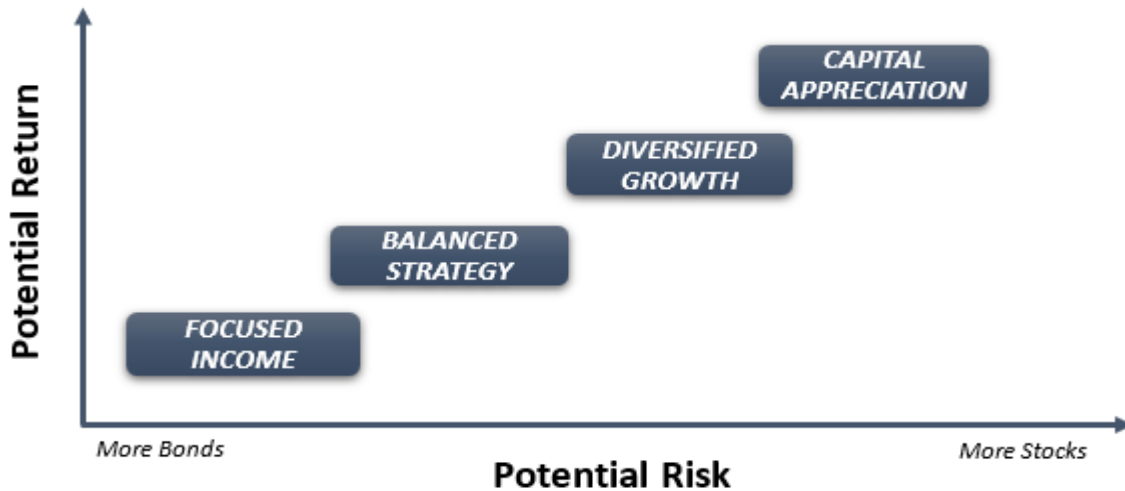 CAPITAL
APPRECIATION
DIVERSIFIED
GROWTH
BALANCED
STRATEGY
FOCUSED
INCOME
Potential Return
More Bonds
More Stocks
Potential Risk